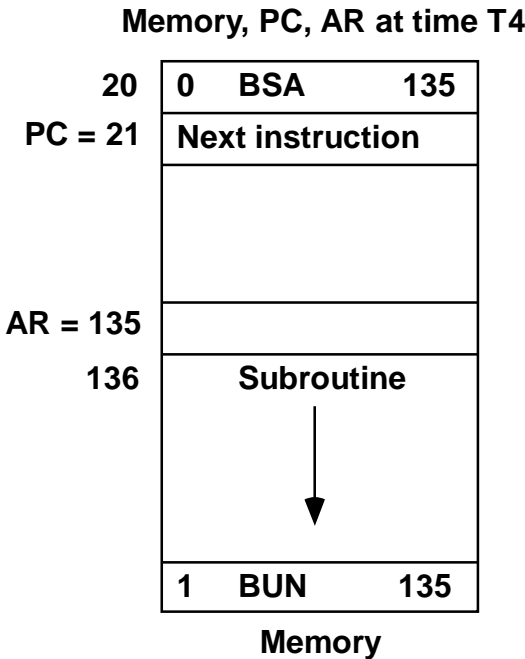 Memory, PC, AR at time T4
20 0 BSA 135
PC = 21 Next instruction
AR = 135
136 Subroutine
1 BUN 135
Memory